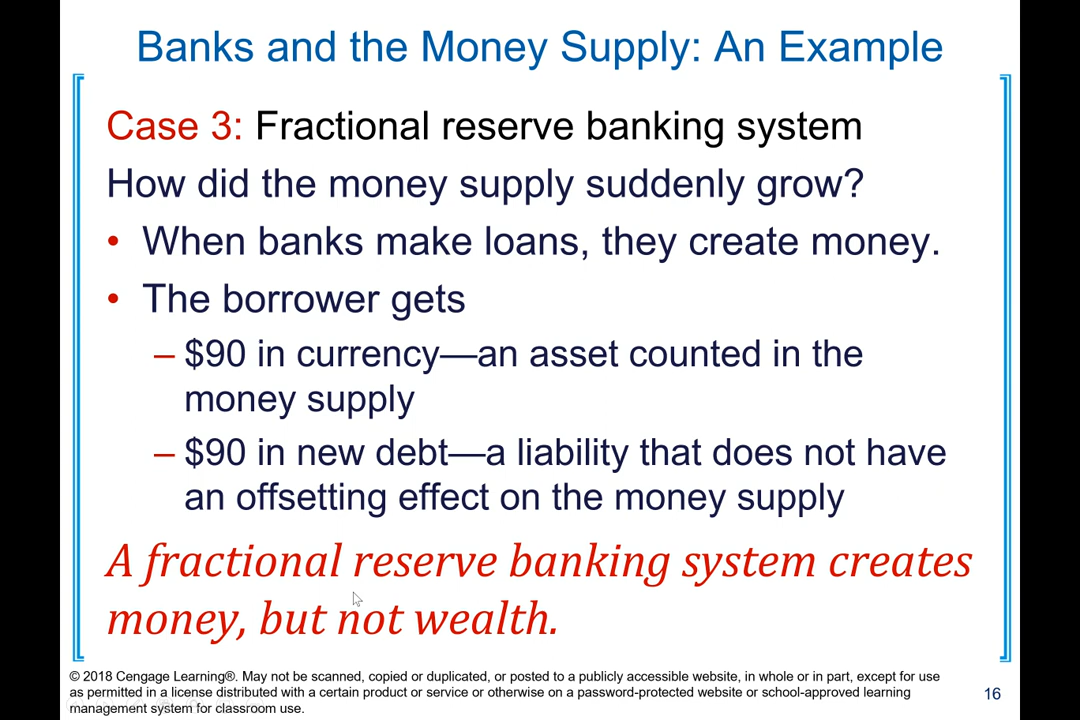 Banks and the Money Supply: An Example
Case 3: Fractional reserve banking system
How did the money supply suddenly grow?
• When banks make loans, they create money.
• The borrower gets
– $90 in currency—an asset counted in the
money supply
– $90 in new debt—a liability that does not have
an offsetting effect on the money supply
A fractional reserve banking system creates
money, but not wealth.
© 2018 Cengage Learning®. May not be scanned, copied or duplicated, or posted to a publicly accessible website, in whole or in part, except for use
as permitted in a license distributed with a certain product or service or otherwise on a password-protected website or school-approved learning
management system for classroom use.
16